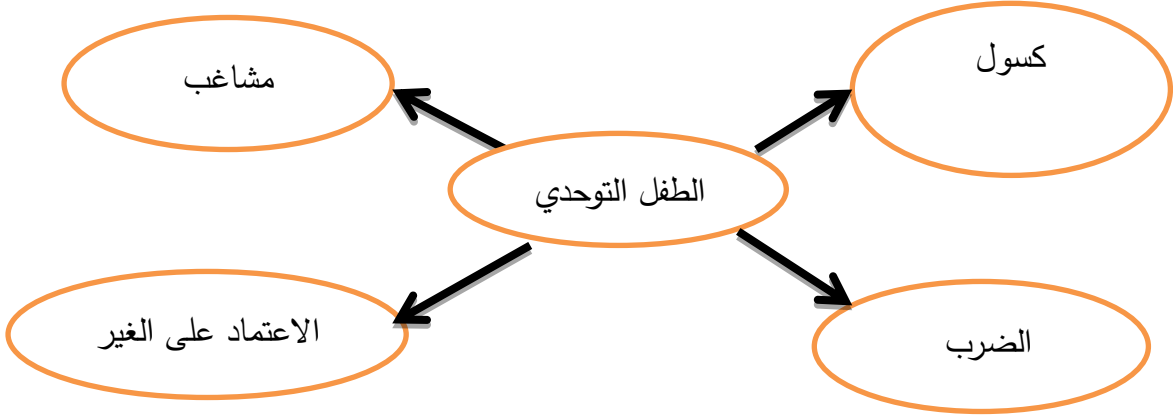 كسول
مشاغب
الطفل التوحدي
الضرب
الاعتماد على الغير